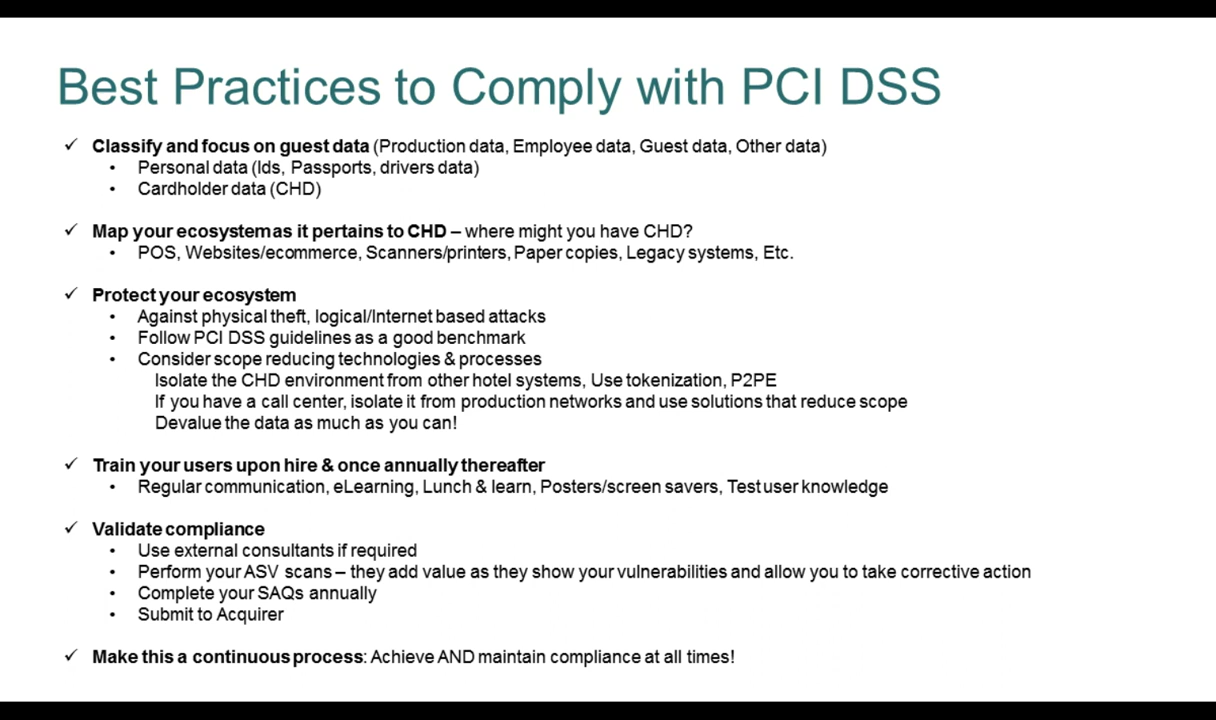 Best Practices to Comply with PCI DSS
✓ Classify and focus on guest data (Production data, Employee data, Guest data, Other data)
• Personal data (Ids, Passports, drivers data)
• Cardholder data (CHD)
✓ Map your ecosystem as it pertains to CHD – where might you have CHD?
• POS, Websites/ecommerce, Scanners/printers, Paper copies, Legacy systems, Etc.
✓ Protect your ecosystem
• Against physical theft, logical/Internet based attacks
• Follow PCI DSS guidelines as a good benchmark
• Consider scope reducing technologies & processes
Isolate the CHD environment from other hotel systems, Use tokenization, P2PE
If you have a call center, isolate it from production networks and use solutions that reduce scope
Devalue the data as much as you can!
✓ Train your users upon hire & once annually thereafter
• Regular communication, eLearning, Lunch & learn, Posters/screen savers, Test user knowledge
✓ Validate compliance
• Use external consultants if required
• Perform your ASV scans – they add value as they show your vulnerabilities and allow you to take corrective action
• Complete your SAQs annually
• Submit to Acquirer
✓ Make this a continuous process: Achieve AND maintain compliance at all times!